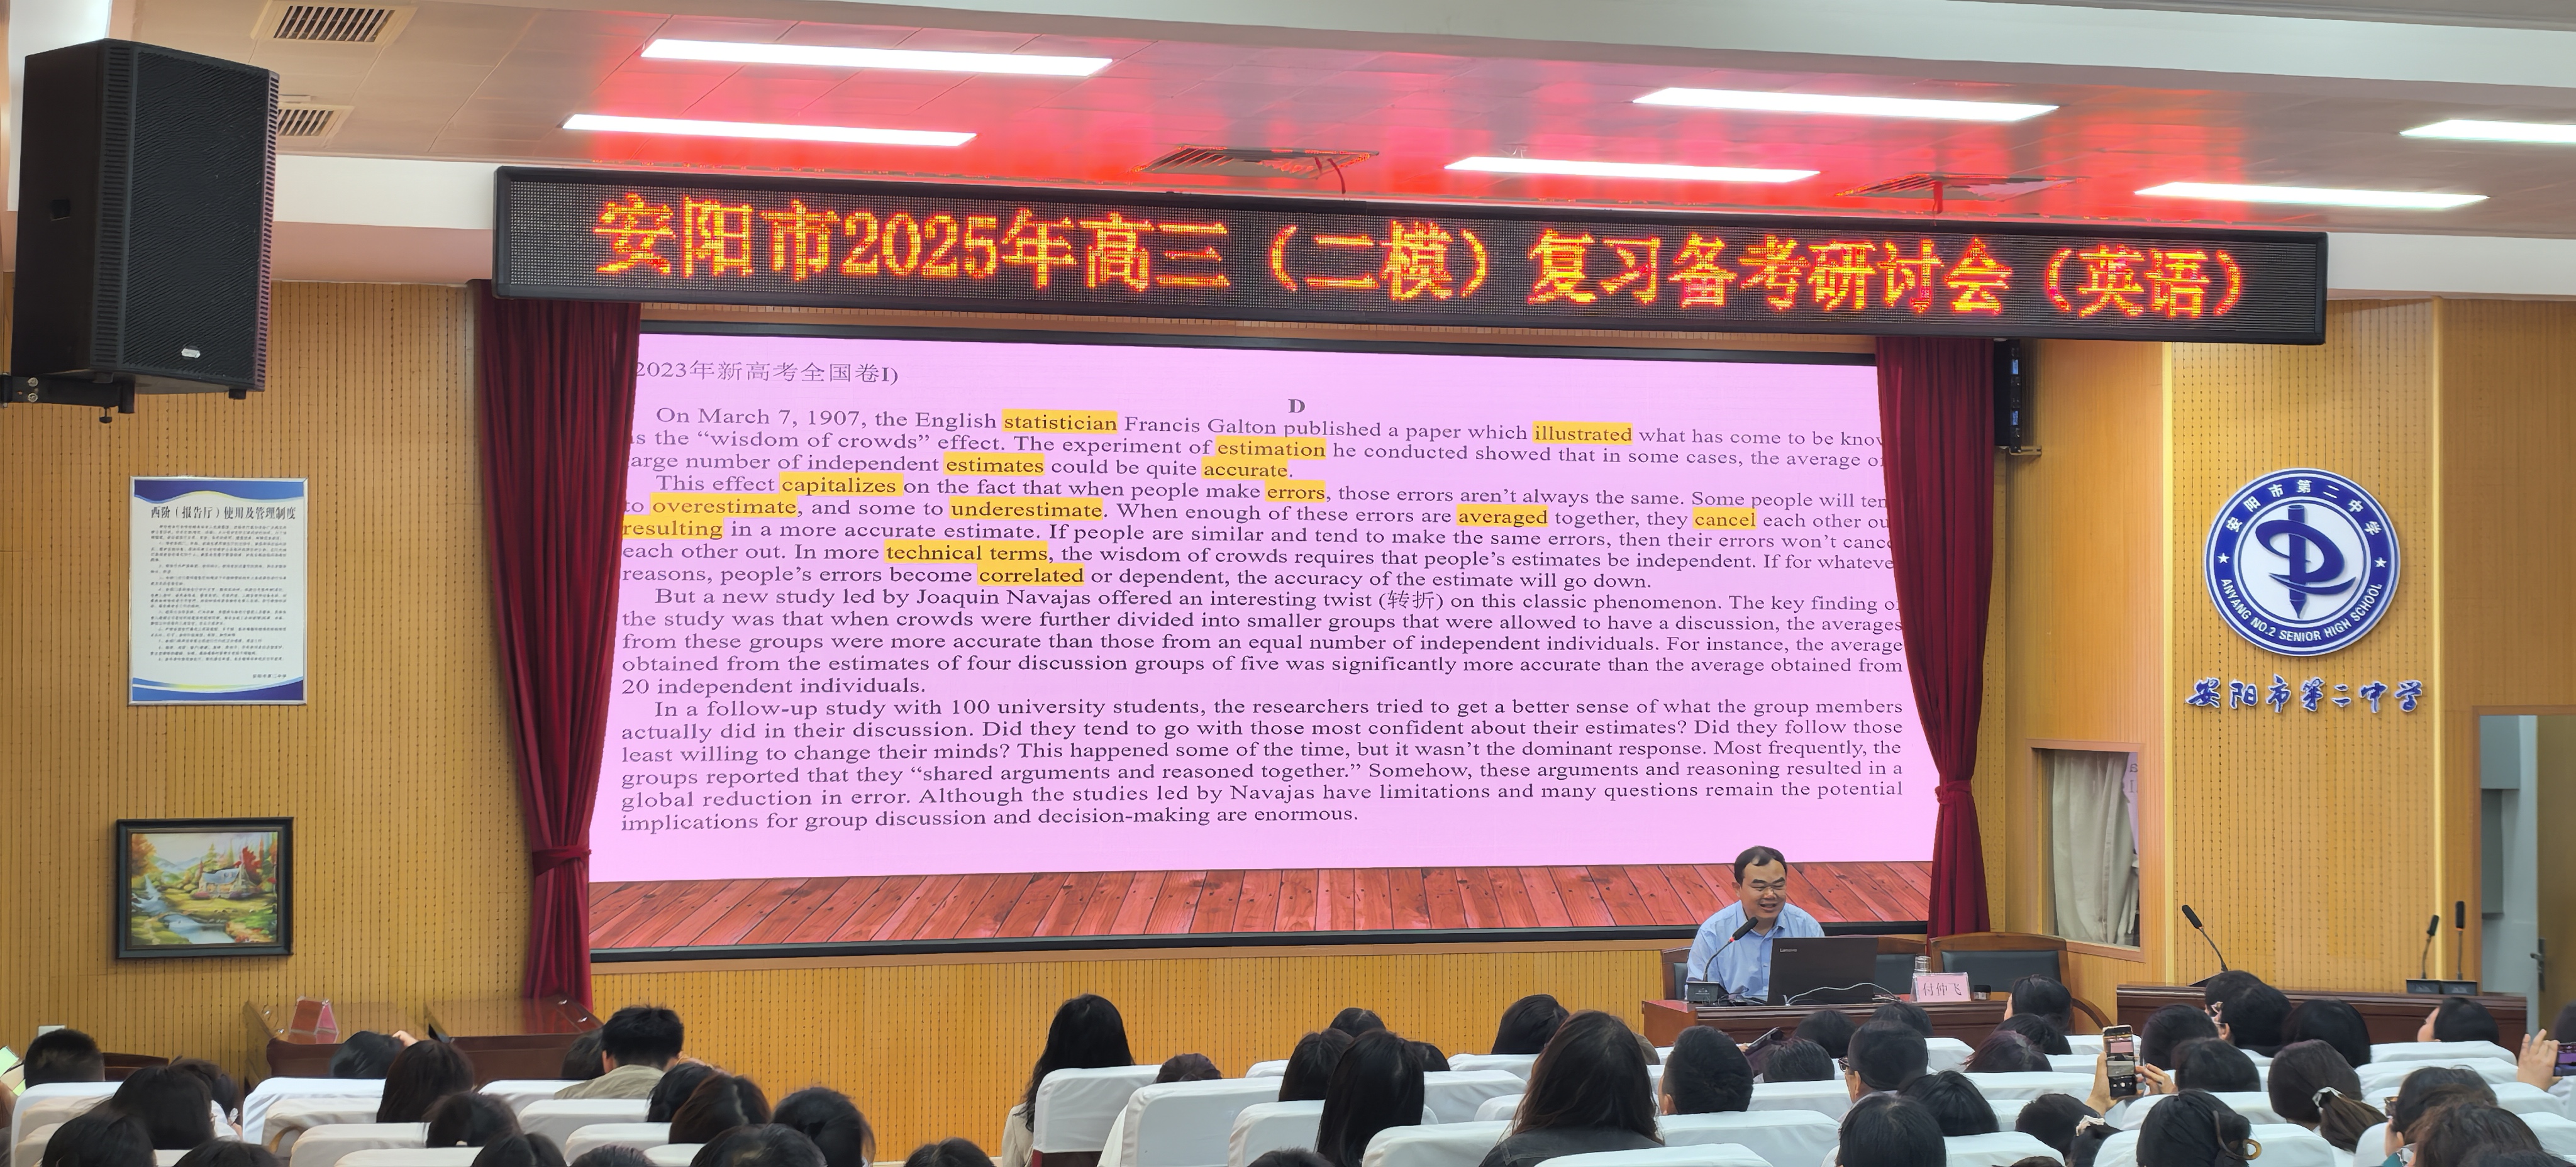 安阳市2025年高三（二模）复习备考研讨会（英语）
2023年新高考全国卷I)
D
On March 7, 1907, the English statistician Francis Galton published a paper which illustrated what has come to be
the “wisdom of crowds” effect. The experiment of estimation he conducted showed that in some cases, the average
number of independent estimates could be quite accurate.
This effect capitalizes on the fact that when people make errors, those errors aren’t always the same. Some people will
to overestimate, and some to underestimate. When enough of these errors are averaged together, they cancel each other
resulting in a more accurate estimate. If people are similar and tend to make the same errors, then their errors won’t
each other out. In more technical terms, the wisdom of crowds requires that people’s estimates be independent. If for
reasons, people’s errors become correlated or dependent, the accuracy of the estimate will go down.
But a new study led by Joaquin Navajas offered an interesting twist (转折) on this classic phenomenon. The key finding
the study was that when crowds were further divided into smaller groups that were allowed to have a discussion, the averages
from these groups were more accurate than those from an equal number of independent individuals. For instance, the average
obtained from the estimates of four discussion groups of five was significantly more accurate than the average obtained from
20 independent individuals.
In a follow-up study with 100 university students, the researchers tried to get a better sense of what the group members
actually did in their discussion. Did they tend to go with those most confident about their estimates? Did they follow those
least willing to change their minds? This happened some of the time, but it wasn’t the dominant response. Most frequently, the
groups reported that they “shared arguments and reasoned together.” Somehow, these arguments and reasoning resulted in a
global reduction in error. Although the studies led by Navajas have limitations and many questions remain the potential
implications for group discussion and decision-making are enormous.
西阶（报告厅）使用及管理制度
安阳市第二中学
ANYANG NO.2 SENIOR HIGH SCHOOL
安阳市第二中学
Lenovo
付仲飞